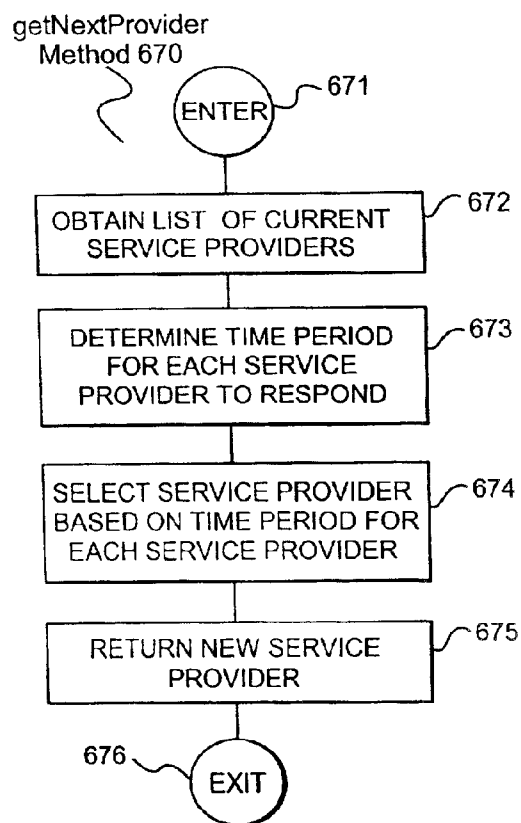 getNextProvider
Method 670
ENTER
671
OBTAIN LIST OF CURRENT
SERVICE PROVIDERS
672
DETERMINE TIME PERIOD
FOR EACH SERVICE
PROVIDER TO RESPOND
673
SELECT SERVICE PROVIDER
BASED ON TIME PERIOD FOR
EACH SERVICE PROVIDER
674
RETURN NEW SERVICE
PROVIDER
675
676
EXIT